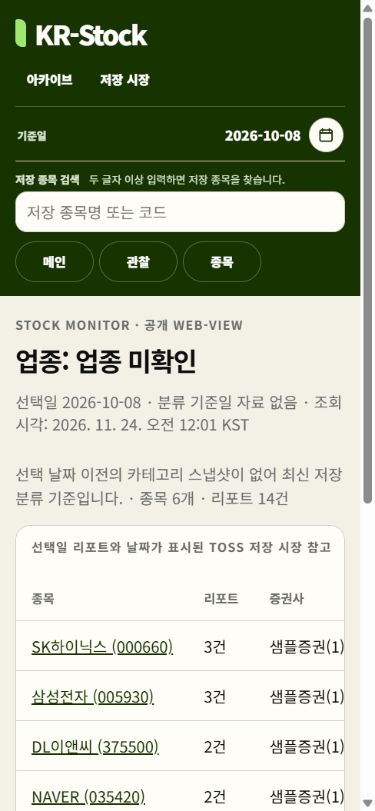 KR-Stock
아카이브 저장 시장
기준일 2026-10-08
저장 종목 검색 두 글자 이상 입력하면 저장 종목을 찾습니다.
저장 종목명 또는 코드
메인 관찰 종목
STOCK MONITOR · 공개 WEB-VIEW
업종: 업종 미확인
선택일 2026-10-08 · 분류 기준일 자료 없음 · 조회
시각: 2026. 11. 24. 오전 12:01 KST
선택 날짜 이전의 카테고리 스냅샷이 없어 최신 저장
분류 기준입니다. · 종목 6개 · 리포트 14건
선택일 리포트와 날짜가 표시된 TOSS 저장 시장 참고
종목 리포트 증권사
SK하이닉스 (000660) 3건 샘플증권(1)
삼성전자 (005930) 3건 샘플증권(1)
DL이앤씨 (375500) 2건 샘플증권(1)
NAVER (035420) 2건 샘플증권(1)